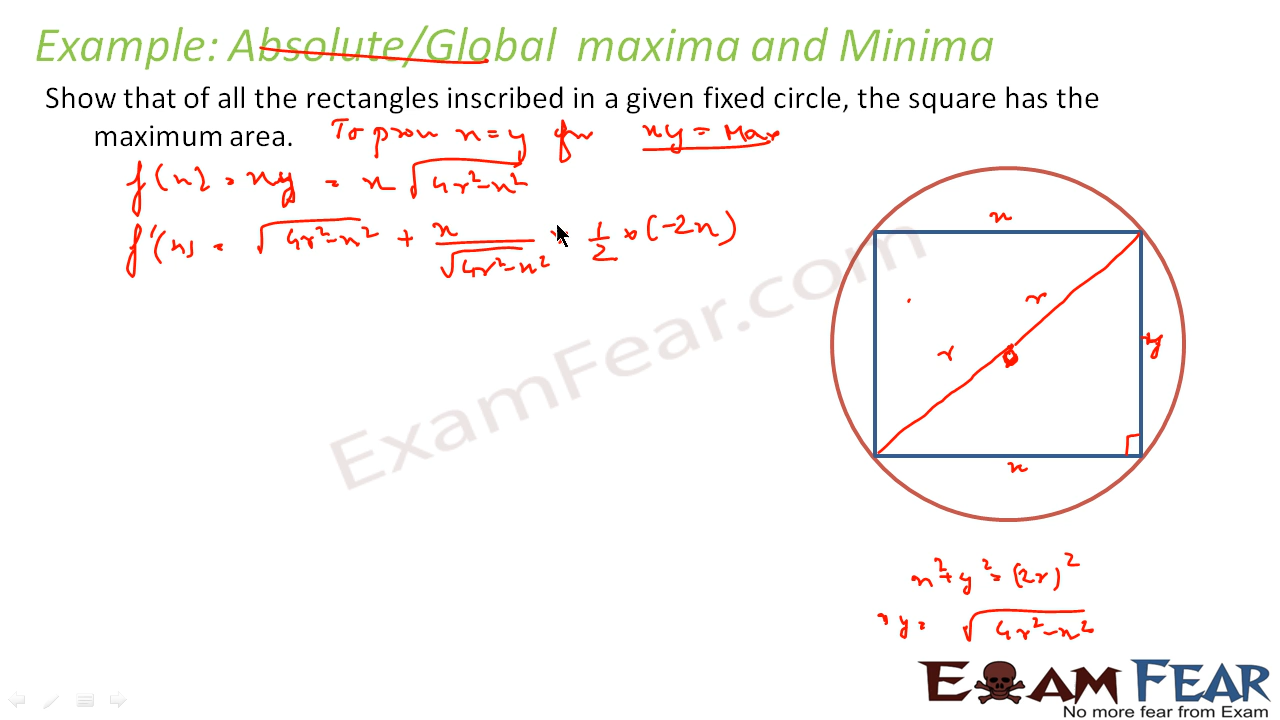 Example: Absolute/Global maxima and Minima
Show that of all the rectangles inscribed in a given fixed circle, the square has the
maximum area. To prove x=y for xy = Max
f(x) = xy = x √(4r²-x²)
f'(x) = √(4r²-x²) + x/√(4r²-x²) × 1/2 × (-2x)
x
r
y
r
x
x²+y² = (2r)²
y = √(4r²-x²)
ExamFear.com
EXAM FEAR
No more fear from Exam